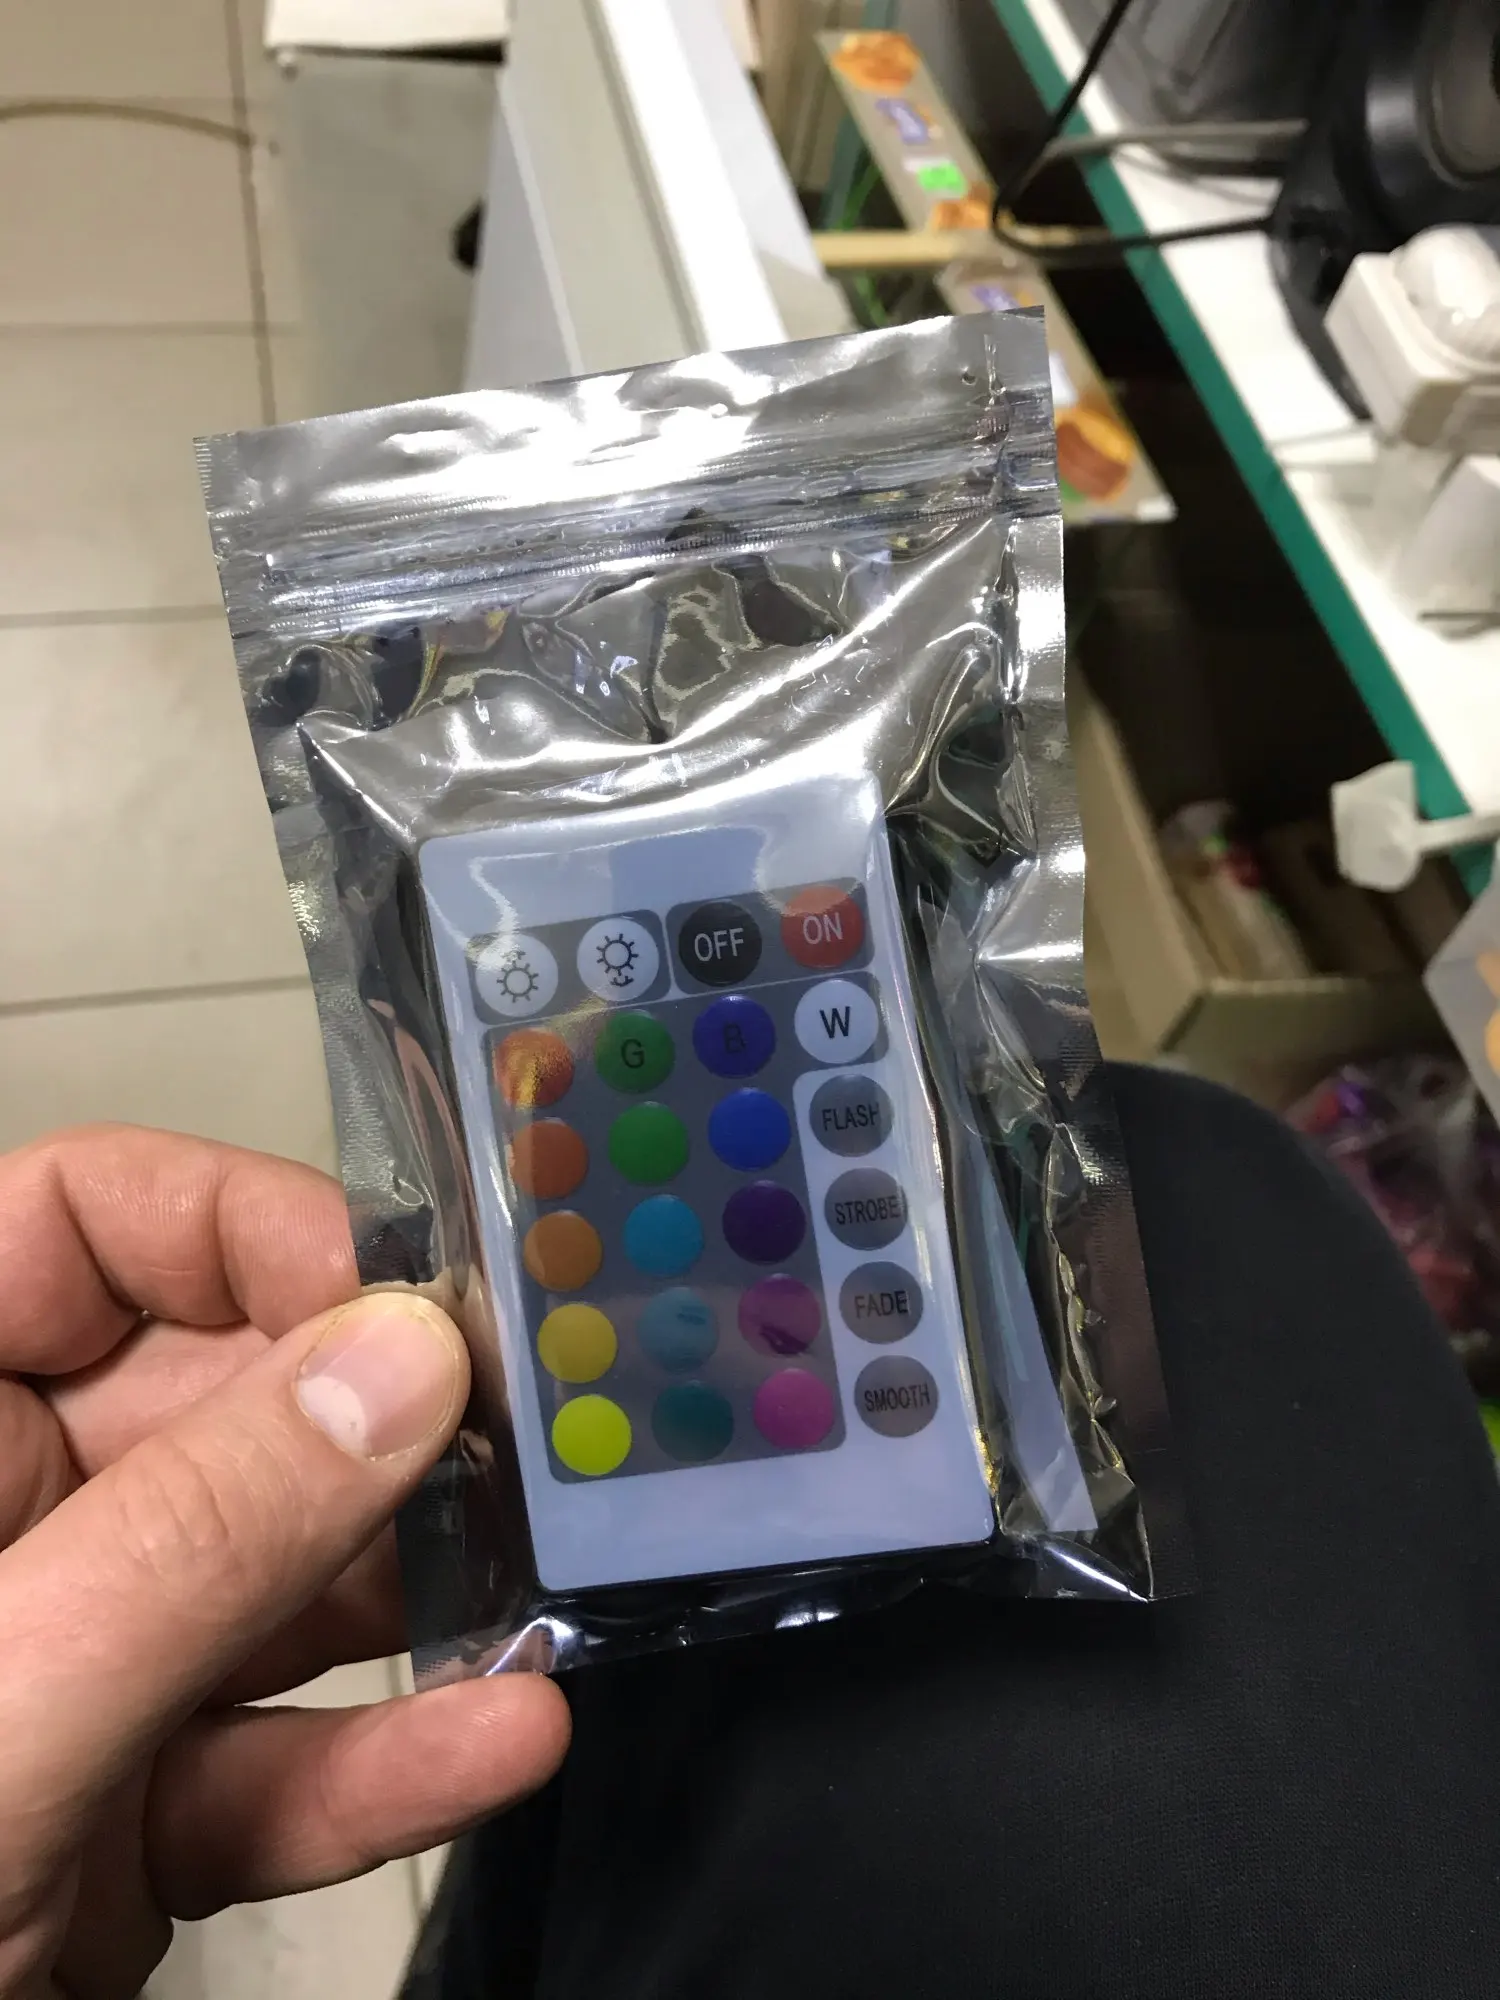 OFF ON
G B W
FLASH
STROBE
FADE
SMOOTH